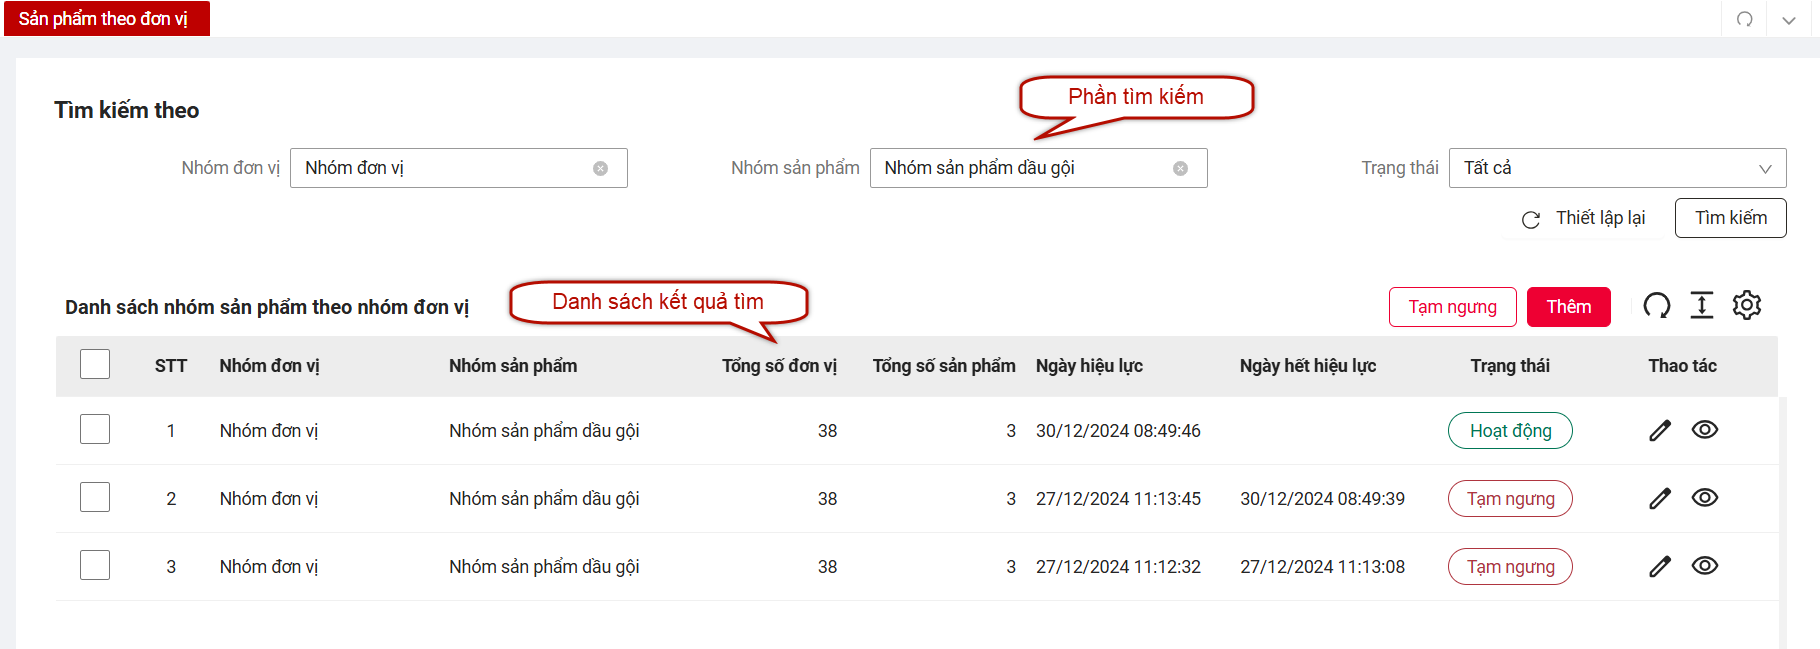 Sản phẩm theo đơn vị
Phần tìm kiếm
Tìm kiếm theo
Nhóm đơn vị Nhóm đơn vị Nhóm sản phẩm Nhóm sản phẩm dầu gội Trạng thái Tất cả
Thiết lập lại Tìm kiếm
Danh sách nhóm sản phẩm theo nhóm đơn vị Danh sách kết quả tìm Tạm ngưng Thêm
STT Nhóm đơn vị Nhóm sản phẩm Tổng số đơn vị Tổng số sản phẩm Ngày hiệu lực Ngày hết hiệu lực Trạng thái Thao tác
1 Nhóm đơn vị Nhóm sản phẩm dầu gội 38 3 30/12/2024 08:49:46 Hoạt động
2 Nhóm đơn vị Nhóm sản phẩm dầu gội 38 3 27/12/2024 11:13:45 30/12/2024 08:49:39 Tạm ngưng
3 Nhóm đơn vị Nhóm sản phẩm dầu gội 38 3 27/12/2024 11:12:32 27/12/2024 11:13:08 Tạm ngưng